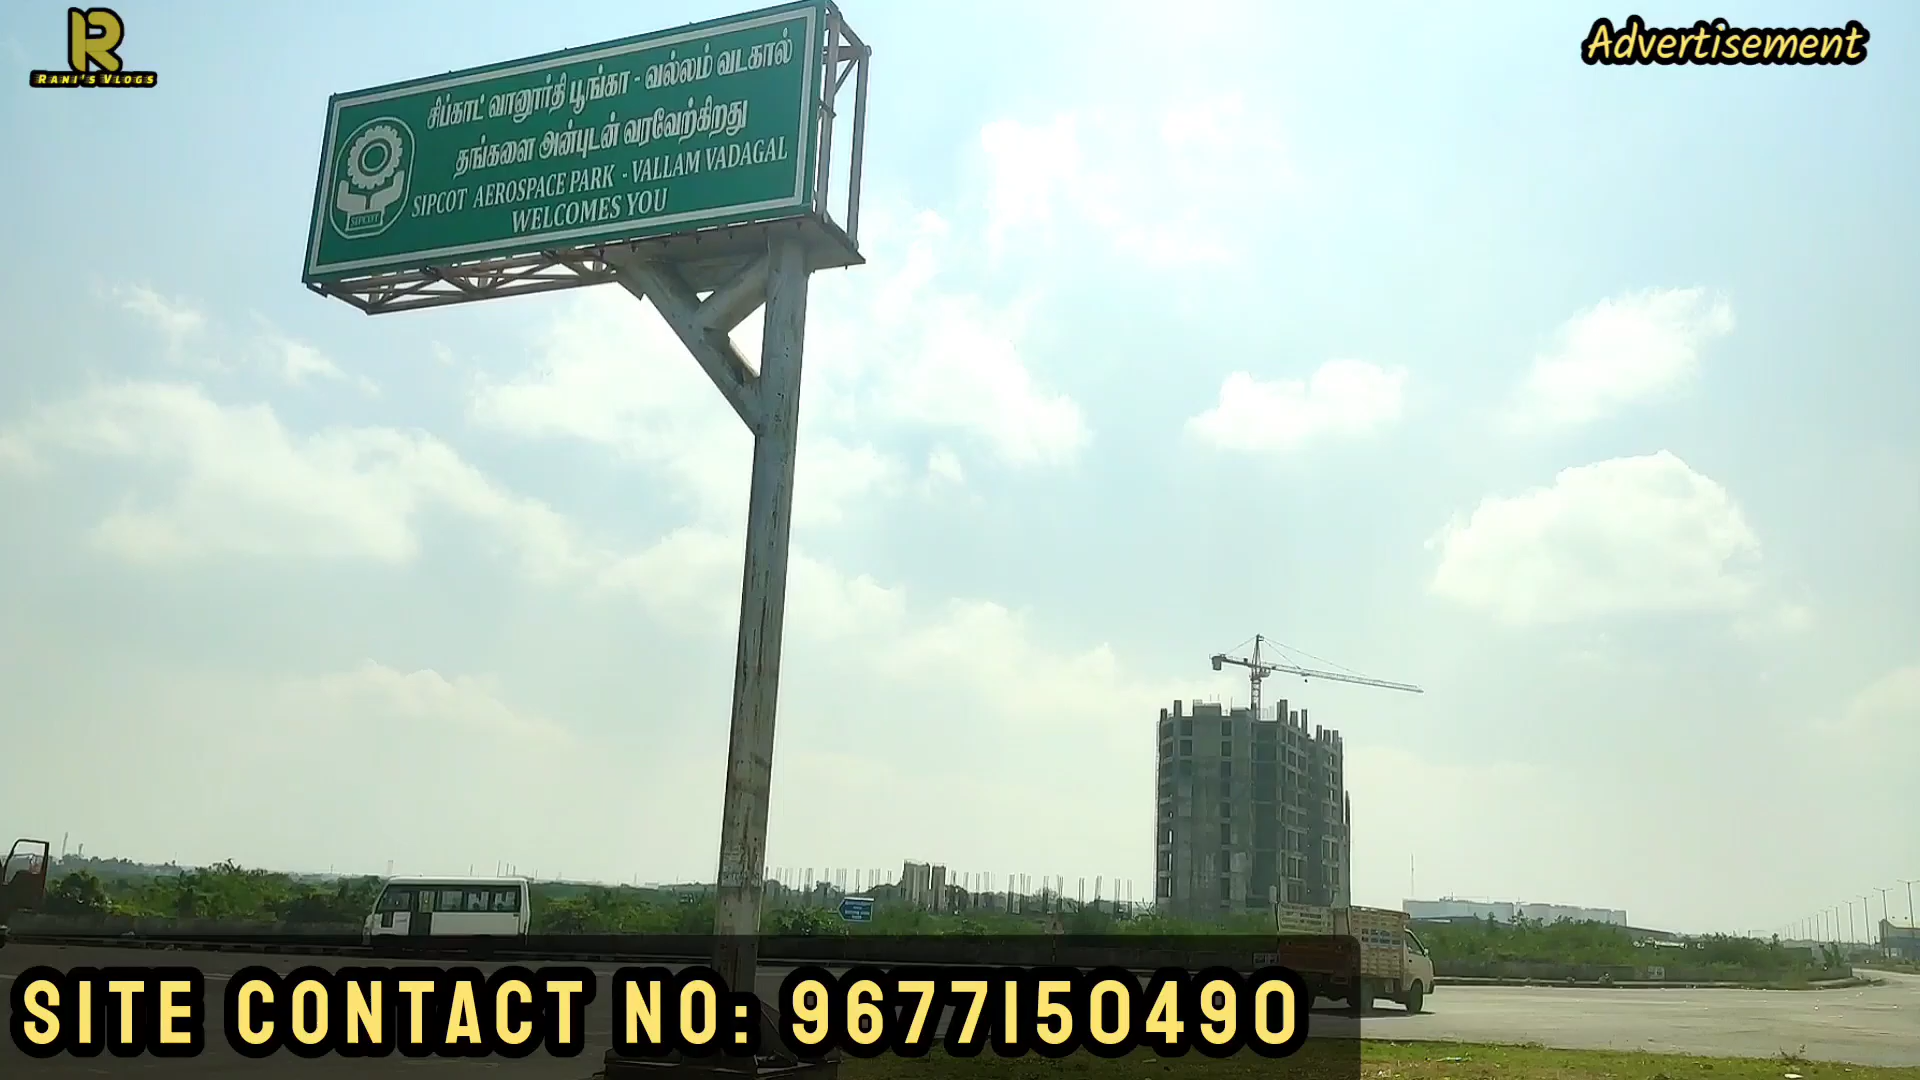 RANI'S VLOGS
Advertisement
சிப்காட் வானூர்தி பூங்கா - வல்லம் வடகால்
தங்களை அன்புடன் வரவேற்கிறது
SIPCOT AEROSPACE PARK - VALLAM VADAGAL
WELCOMES YOU
SIPCOT
SITE CONTACT NO: 9677150490